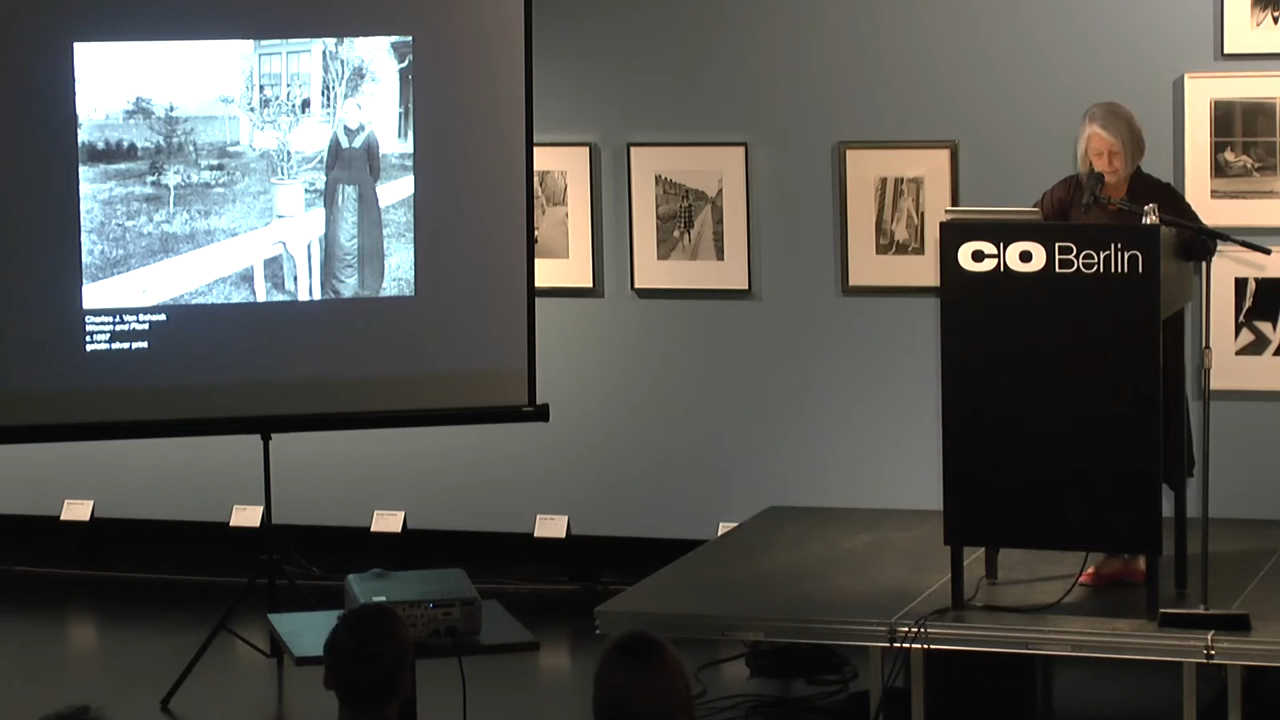 Charles J. Van Schaick
Woman and Plant
c. 1897
gelatin silver print
C|O Berlin